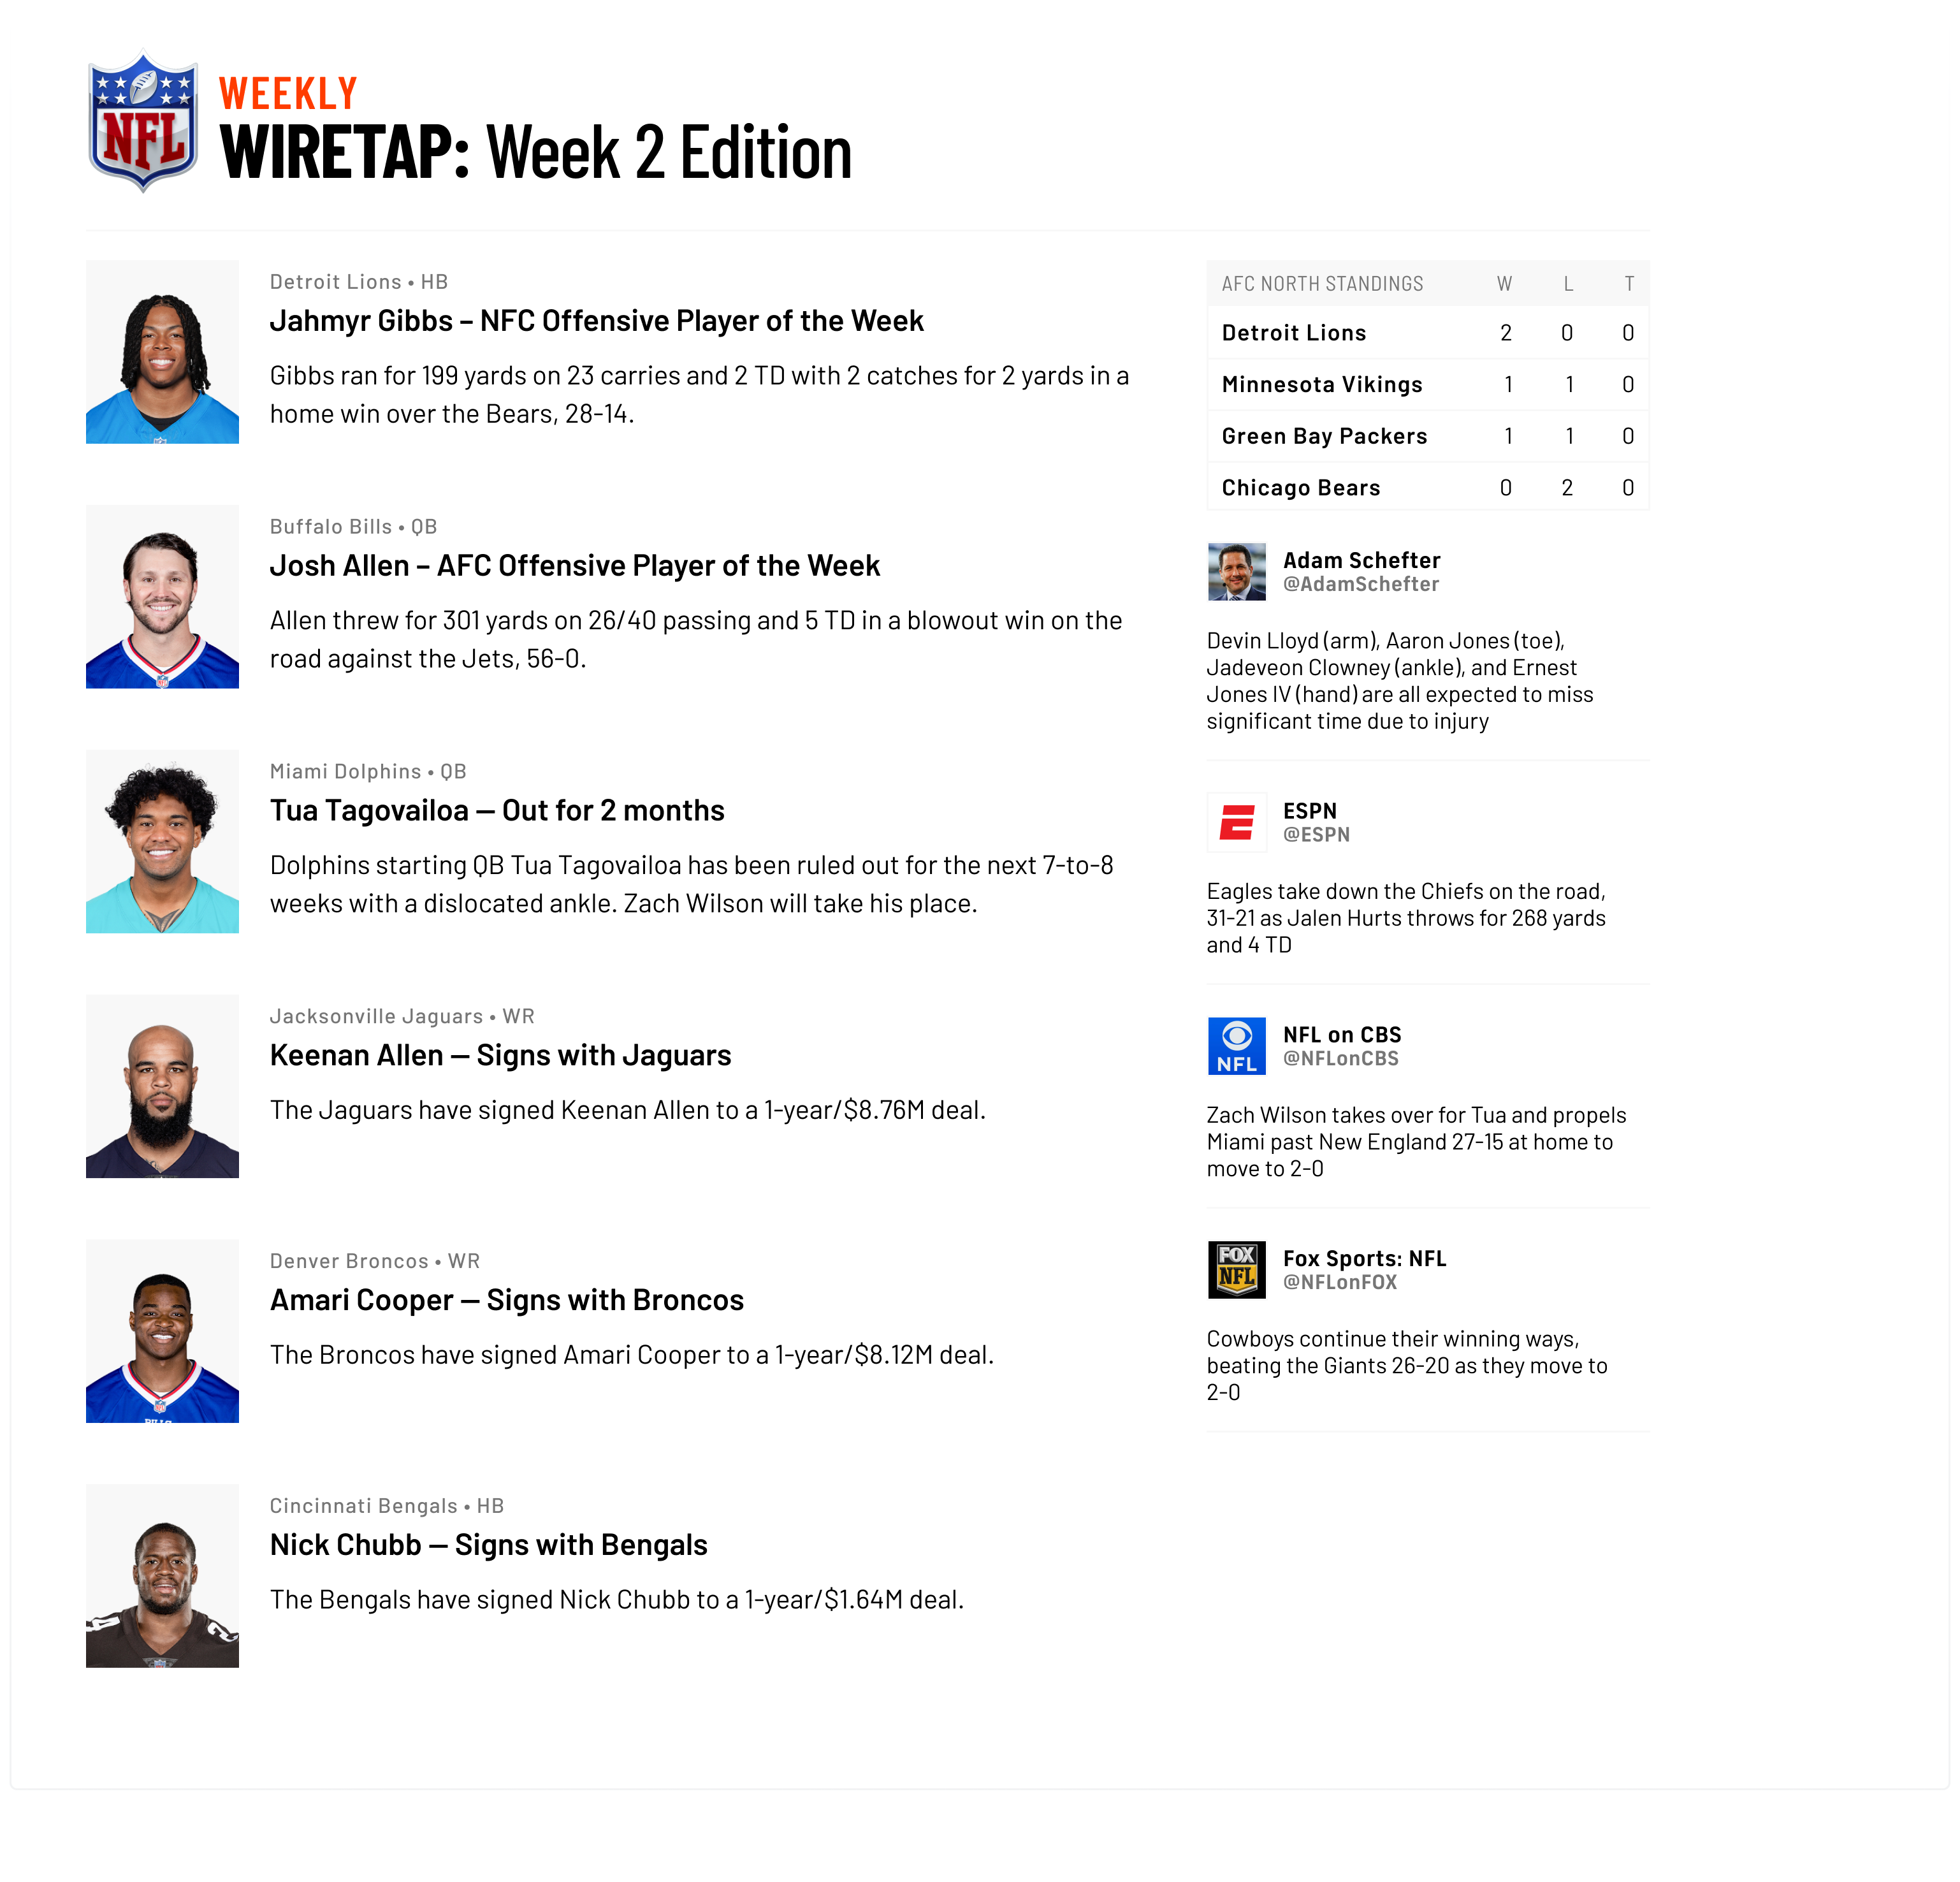 NFL
WEEKLY
WIRETAP: Week 2 Edition
Detroit Lions • HB
Jahmyr Gibbs – NFC Offensive Player of the Week
Gibbs ran for 199 yards on 23 carries and 2 TD with 2 catches for 2 yards in a
home win over the Bears, 28-14.
Buffalo Bills • QB
Josh Allen – AFC Offensive Player of the Week
Allen threw for 301 yards on 26/40 passing and 5 TD in a blowout win on the
road against the Jets, 56-0.
Miami Dolphins • QB
Tua Tagovailoa — Out for 2 months
Dolphins starting QB Tua Tagovailoa has been ruled out for the next 7-to-8
weeks with a dislocated ankle. Zach Wilson will take his place.
Jacksonville Jaguars • WR
Keenan Allen — Signs with Jaguars
The Jaguars have signed Keenan Allen to a 1-year/$8.76M deal.
Denver Broncos • WR
Amari Cooper — Signs with Broncos
The Broncos have signed Amari Cooper to a 1-year/$8.12M deal.
Cincinnati Bengals • HB
Nick Chubb — Signs with Bengals
The Bengals have signed Nick Chubb to a 1-year/$1.64M deal.
AFC NORTH STANDINGS W L T
Detroit Lions 2 0 0
Minnesota Vikings 1 1 0
Green Bay Packers 1 1 0
Chicago Bears 0 2 0
Adam Schefter
@AdamSchefter
Devin Lloyd (arm), Aaron Jones (toe),
Jadeveon Clowney (ankle), and Ernest
Jones IV (hand) are all expected to miss
significant time due to injury
ESPN
@ESPN
Eagles take down the Chiefs on the road,
31-21 as Jalen Hurts throws for 268 yards
and 4 TD
NFL
NFL on CBS
@NFLonCBS
Zach Wilson takes over for Tua and propels
Miami past New England 27-15 at home to
move to 2-0
FOX
NFL
Fox Sports: NFL
@NFLonFOX
Cowboys continue their winning ways,
beating the Giants 26-20 as they move to
2-0